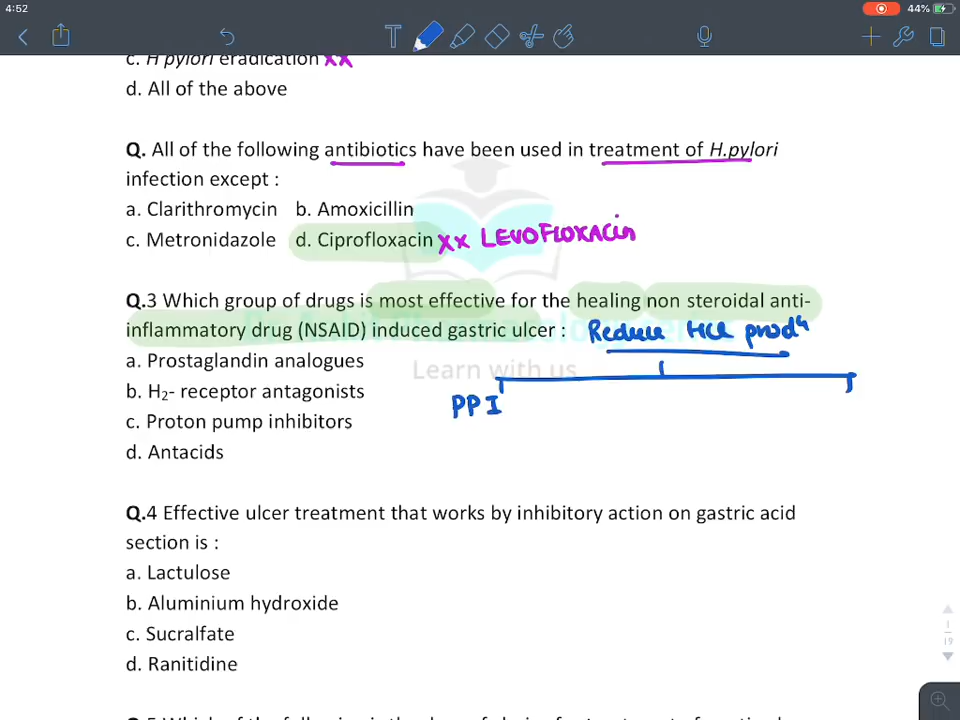 4:52
44%
c. H pylori eradication xx
d. All of the above
Q. All of the following antibiotics have been used in treatment of H.pylori
infection except :
a. Clarithromycin b. Amoxicillin
c. Metronidazole d. Ciprofloxacin xx LEVOFLOXACin
Q.3 Which group of drugs is most effective for the healing non steroidal anti-
inflammatory drug (NSAID) induced gastric ulcer : Reduce HCl prodn
a. Prostaglandin analogues
Learn with us
b. H2- receptor antagonists
PPI
c. Proton pump inhibitors
d. Antacids
Q.4 Effective ulcer treatment that works by inhibitory action on gastric acid
section is :
a. Lactulose
b. Aluminium hydroxide
c. Sucralfate
d. Ranitidine
1
19